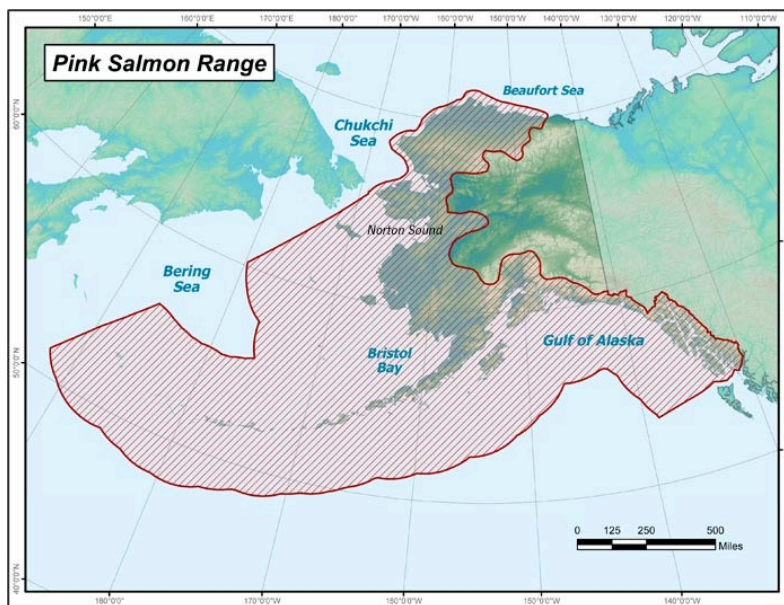 150°0'0"E
160°0'0"E
170°0'0"E
180°0'0"
170°0'0"W
160°0'0"W
150°0'0"W
140°0'0"W
130°0'0"W
120°0'0"W
110°0'0"W
Pink Salmon Range
Beaufort Sea
60°0'0"N
Chukchi
Sea
Norton Sound
Bering
Sea
Gulf of Alaska
Bristol
Bay
50°0'0"N
0 125 250 500
Miles
40°0'0"N
180°0'0"
170°0'0"W
160°0'0"W
150°0'0"W
140°0'0"W